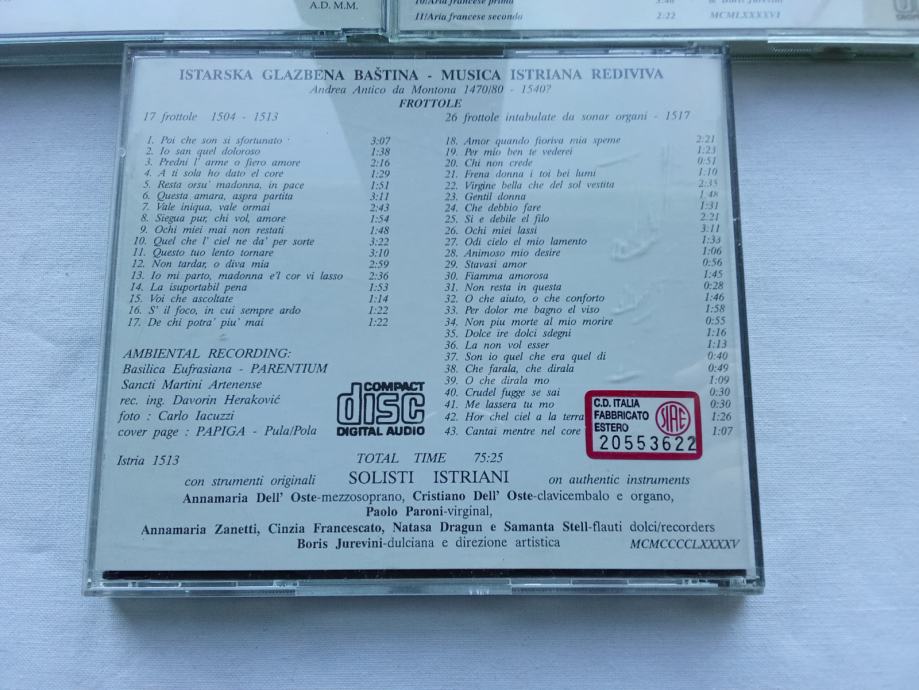 A.D. M.M.
10/Aria francese prima 3:46 & Boris Jurevini
11/Aria francese seconda 2:22 MCMLXXXXVI
ISTARSKA GLAZBENA BAŠTINA - MUSICA ISTRIANA REDIVIVA
Andrea Antico da Montona 1470/80 - 1540?
FROTTOLE
17 frottole 1504 - 1513
1. Poi che son si sfortunato 3:07
2. Io san quel doloroso 1:38
3. Predni l' arme o fiero amore 2:16
4. A ti sola ho dato el core 1:29
5. Resta orsu' madonna, in pace 1:51
6. Questa amara, aspra partita 3:11
7. Vale iniqua, vale ormai 2:43
8. Siegua pur, chi vol, amore 1:54
9. Ochi miei mai non restati 1:48
10. Quel che l' ciel ne da' per sorte 3:22
11. Questo tuo lento tornare 3:10
12. Non tardar, o diva mia 2:59
13. Io mi parto, madonna e'l cor vi lasso 2:36
14. La isuportabil pena 1:53
15. Voi che ascoltate 1:14
16. S' il foco, in cui sempre ardo 1:22
17. De chi potra' piu' mai 1:22
26 frottole intabulate da sonar organi - 1517
18. Amor quando fioriva mia speme 2:21
19. Per mio ben te vederei 1:23
20. Chi non crede 0:51
21. Frena donna i toi bei lumi 1:10
22. Virgine bella che del sol vestita 2:35
23. Gentil donna 1:48
24. Che debbio fare 1:31
25. Si e debile el filo 2:21
26. Ochi miei lassi 3:11
27. Odi cielo el mio lamento 1:33
28. Animoso mio desire 1:06
29. Stavasi amor 0:56
30. Fiamma amorosa 1:45
31. Non resta in questa 0:28
32. O che aiuto, o che conforto 1:46
33. Per dolor me bagno el viso 1:58
34. Non piu morte al mio morire 0:55
35. Dolce ire dolci sdegni 1:16
36. La non vol esser 1:13
37. Son io quel che era quel di 0:40
38. Che farala, che dirala 0:49
39. O che dirala mo 1:09
40. Crudel fugge se sai 0:30
41. Me lassera tu mo 0:30
42. Hor chel ciel a la terra 1:26
43. Cantai mentre nel core 1:07
AMBIENTAL RECORDING:
Basilica Eufrasiana - PARENTIUM
Sancti Martini Artenense
rec. ing. Davorin Heraković
foto : Carlo Iacuzzi
cover page : PAPIGA - Pula/Pola
COMPACT
disc
DIGITAL AUDIO
C.D. ITALIA
FABBRICATO
ESTERO
SIAE
20553622
Istria 1513
TOTAL TIME 75:25
con strumenti originali SOLISTI ISTRIANI on authentic instruments
Annamaria Dell' Oste-mezzosoprano, Cristiano Dell' Oste-clavicembalo e organo,
Paolo Paroni-virginal,
Annamaria Zanetti, Cinzia Francescato, Natasa Dragun e Samanta Stell-flauti dolci/recorders
Boris Jurevini-dulciana e direzione artistica MCMCCCCLXXXXV